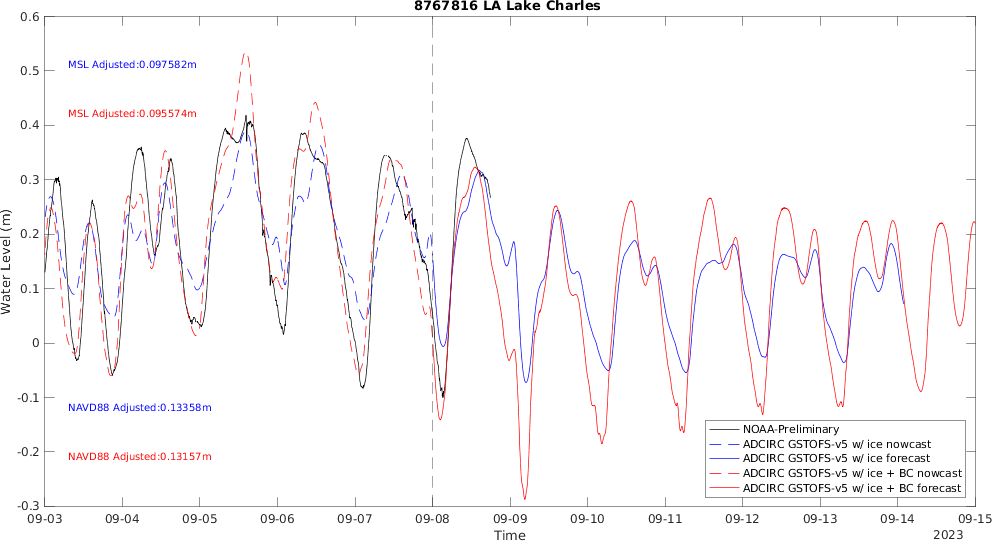 8767816 LA Lake Charles
0.6
0.5
0.4
0.3
0.2
0.1
0
-0.1
-0.2
-0.3
Water Level (m)
MSL Adjusted:0.097582m
MSL Adjusted:0.095574m
NAVD88 Adjusted:0.13358m
NAVD88 Adjusted:0.13157m
NOAA-Preliminary
ADCIRC GSTOFS-v5 w/ ice nowcast
ADCIRC GSTOFS-v5 w/ ice forecast
ADCIRC GSTOFS-v5 w/ ice + BC nowcast
ADCIRC GSTOFS-v5 w/ ice + BC forecast
09-03 09-04 09-05 09-06 09-07 09-08 09-09 09-10 09-11 09-12 09-13 09-14 09-15
Time
2023